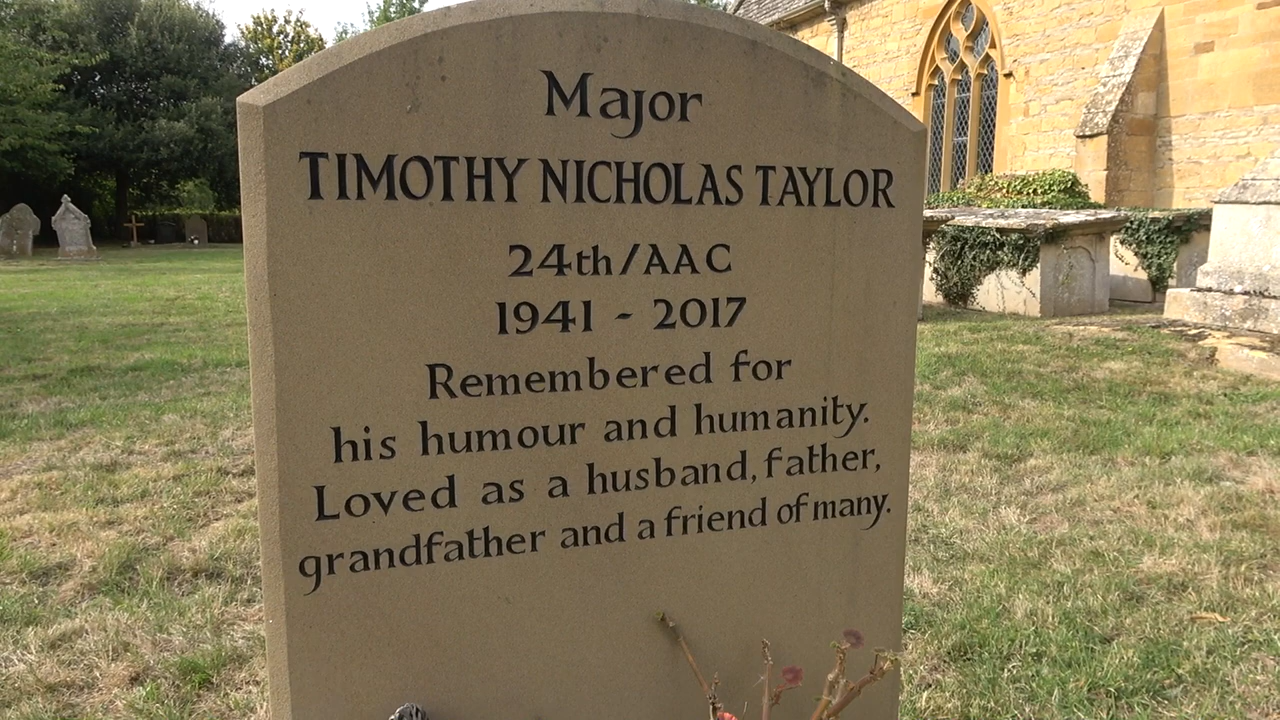 Major
TIMOTHY NICHOLAS TAYLOR
24th/AAC
1941 - 2017
Remembered for
his humour and humanity.
Loved as a husband, father,
grandfather and a friend of many.